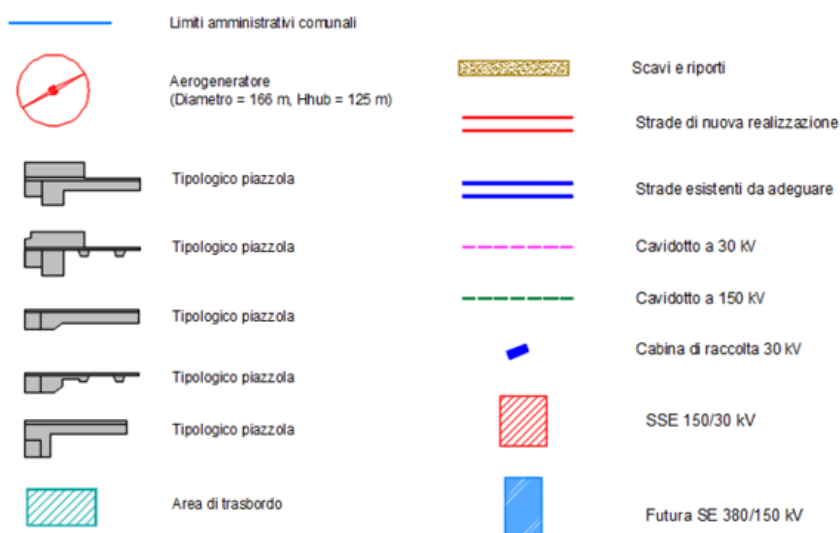 Limiti amministrativi comunali
Aerogeneratore
(Diametro = 166 m, Hhub = 125 m)
Tipologico piazzola
Tipologico piazzola
Tipologico piazzola
Tipologico piazzola
Tipologico piazzola
Area di trasbordo
Scavi e riporti
Strade di nuova realizzazione
Strade esistenti da adeguare
Cavidotto a 30 kV
Cavidotto a 150 kV
Cabina di raccolta 30 kV
SSE 150/30 kV
Futura SE 380/150 kV